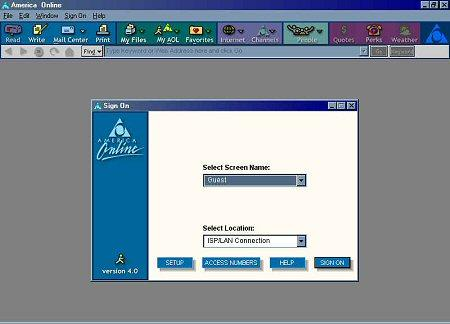 America Online
File Edit Window Sign On Help
Read Write Mail Center Print My Files My AOL Favorites Internet Channels People Quotes Perks Weather
Find Type Keyword or Web Address here and click Go Go Keyword
Sign On
AMERICA
Online
Select Screen Name:
Guest
Select Location:
ISP/LAN Connection
version 4.0
SETUP ACCESS NUMBERS HELP SIGN ON